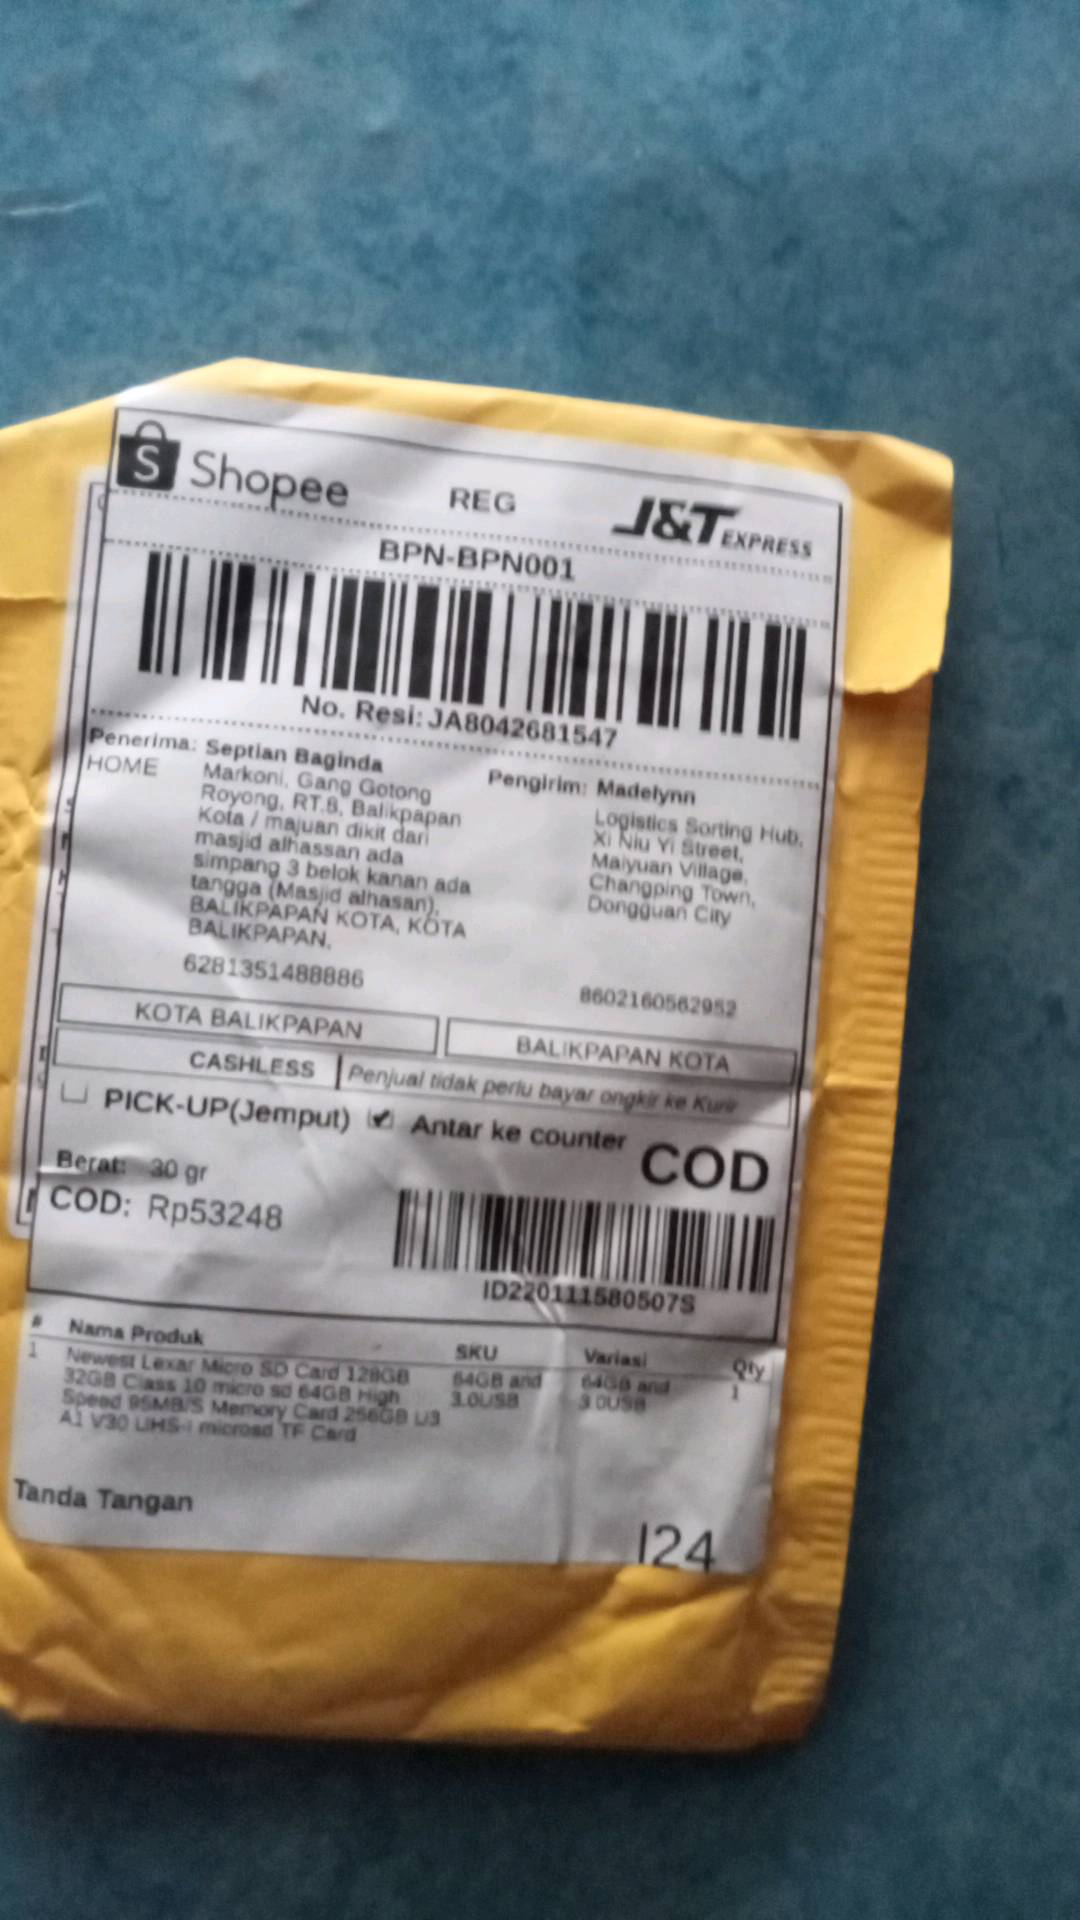 Shopee
REG
J&T EXPRESS
BPN-BPN001
No. Resi: JA8042681547
Penerima: Septian Baginda
HOME
Markoni, Gang Gotong
Royong, RT.8, Balikpapan
Kota / majuan dikit dari
masjid alhassan ada
simpang 3 belok kanan ada
tangga (Masjid alhasan),
BALIKPAPAN KOTA, KOTA
BALIKPAPAN,
6281351488886
Pengirim: Madelynn
Logistics Sorting Hub,
Xi Niu Yi Street,
Maiyuan Village,
Changping Town,
Dongguan City
8602160562952
KOTA BALIKPAPAN
BALIKPAPAN KOTA
CASHLESS
Penjual tidak perlu bayar ongkir ke Kurir
PICK-UP(Jemput)
Antar ke counter
COD
Berat: 30 gr
COD: Rp53248
ID220111580507S
# Nama Produk SKU Variasi Qty
1 Newest Lexar Micro SD Card 128GB 64GB and 64GB and 1
32GB Class 10 micro sd 64GB High 3.0USB 3.0USB
Speed 95MB/S Memory Card 256GB U3
A1 V30 UHS-I microsd TF Card
Tanda Tangan
I24